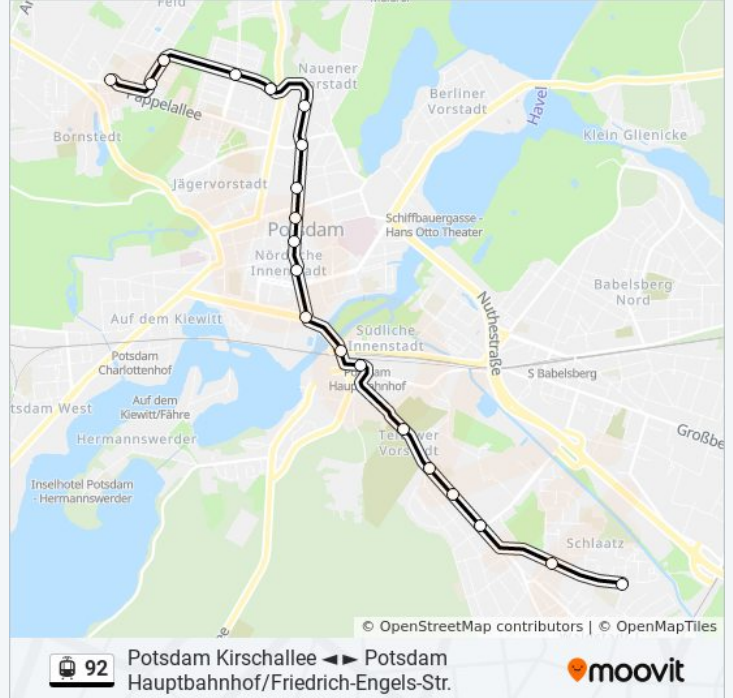 Feld
Nauener
Vorstadt
Berliner
Vorstadt
Havel
Klein Glienicke
Pappelallee
Bornstedt
Jägervorstadt
Schiffbauergasse -
Hans Otto Theater
Potsdam
Nördliche
Innenstadt
Babelsberg
Nord
Nuthestraße
Auf dem Kiewitt
Südliche
Innenstadt
Potsdam
Charlottenhof
S Babelsberg
Potsdam
Hauptbahnhof
tsdam West
Auf dem
Kiewitt/Fähre
Hermannswerder
Teltower
Vorstadt
Großbe
Inselhotel Potsdam
- Hermannswerder
Schlaatz
© OpenStreetMap contributors | © OpenMapTiles
92
Potsdam Kirschallee ◄ ► Potsdam
Hauptbahnhof/Friedrich-Engels-Str.
moovit